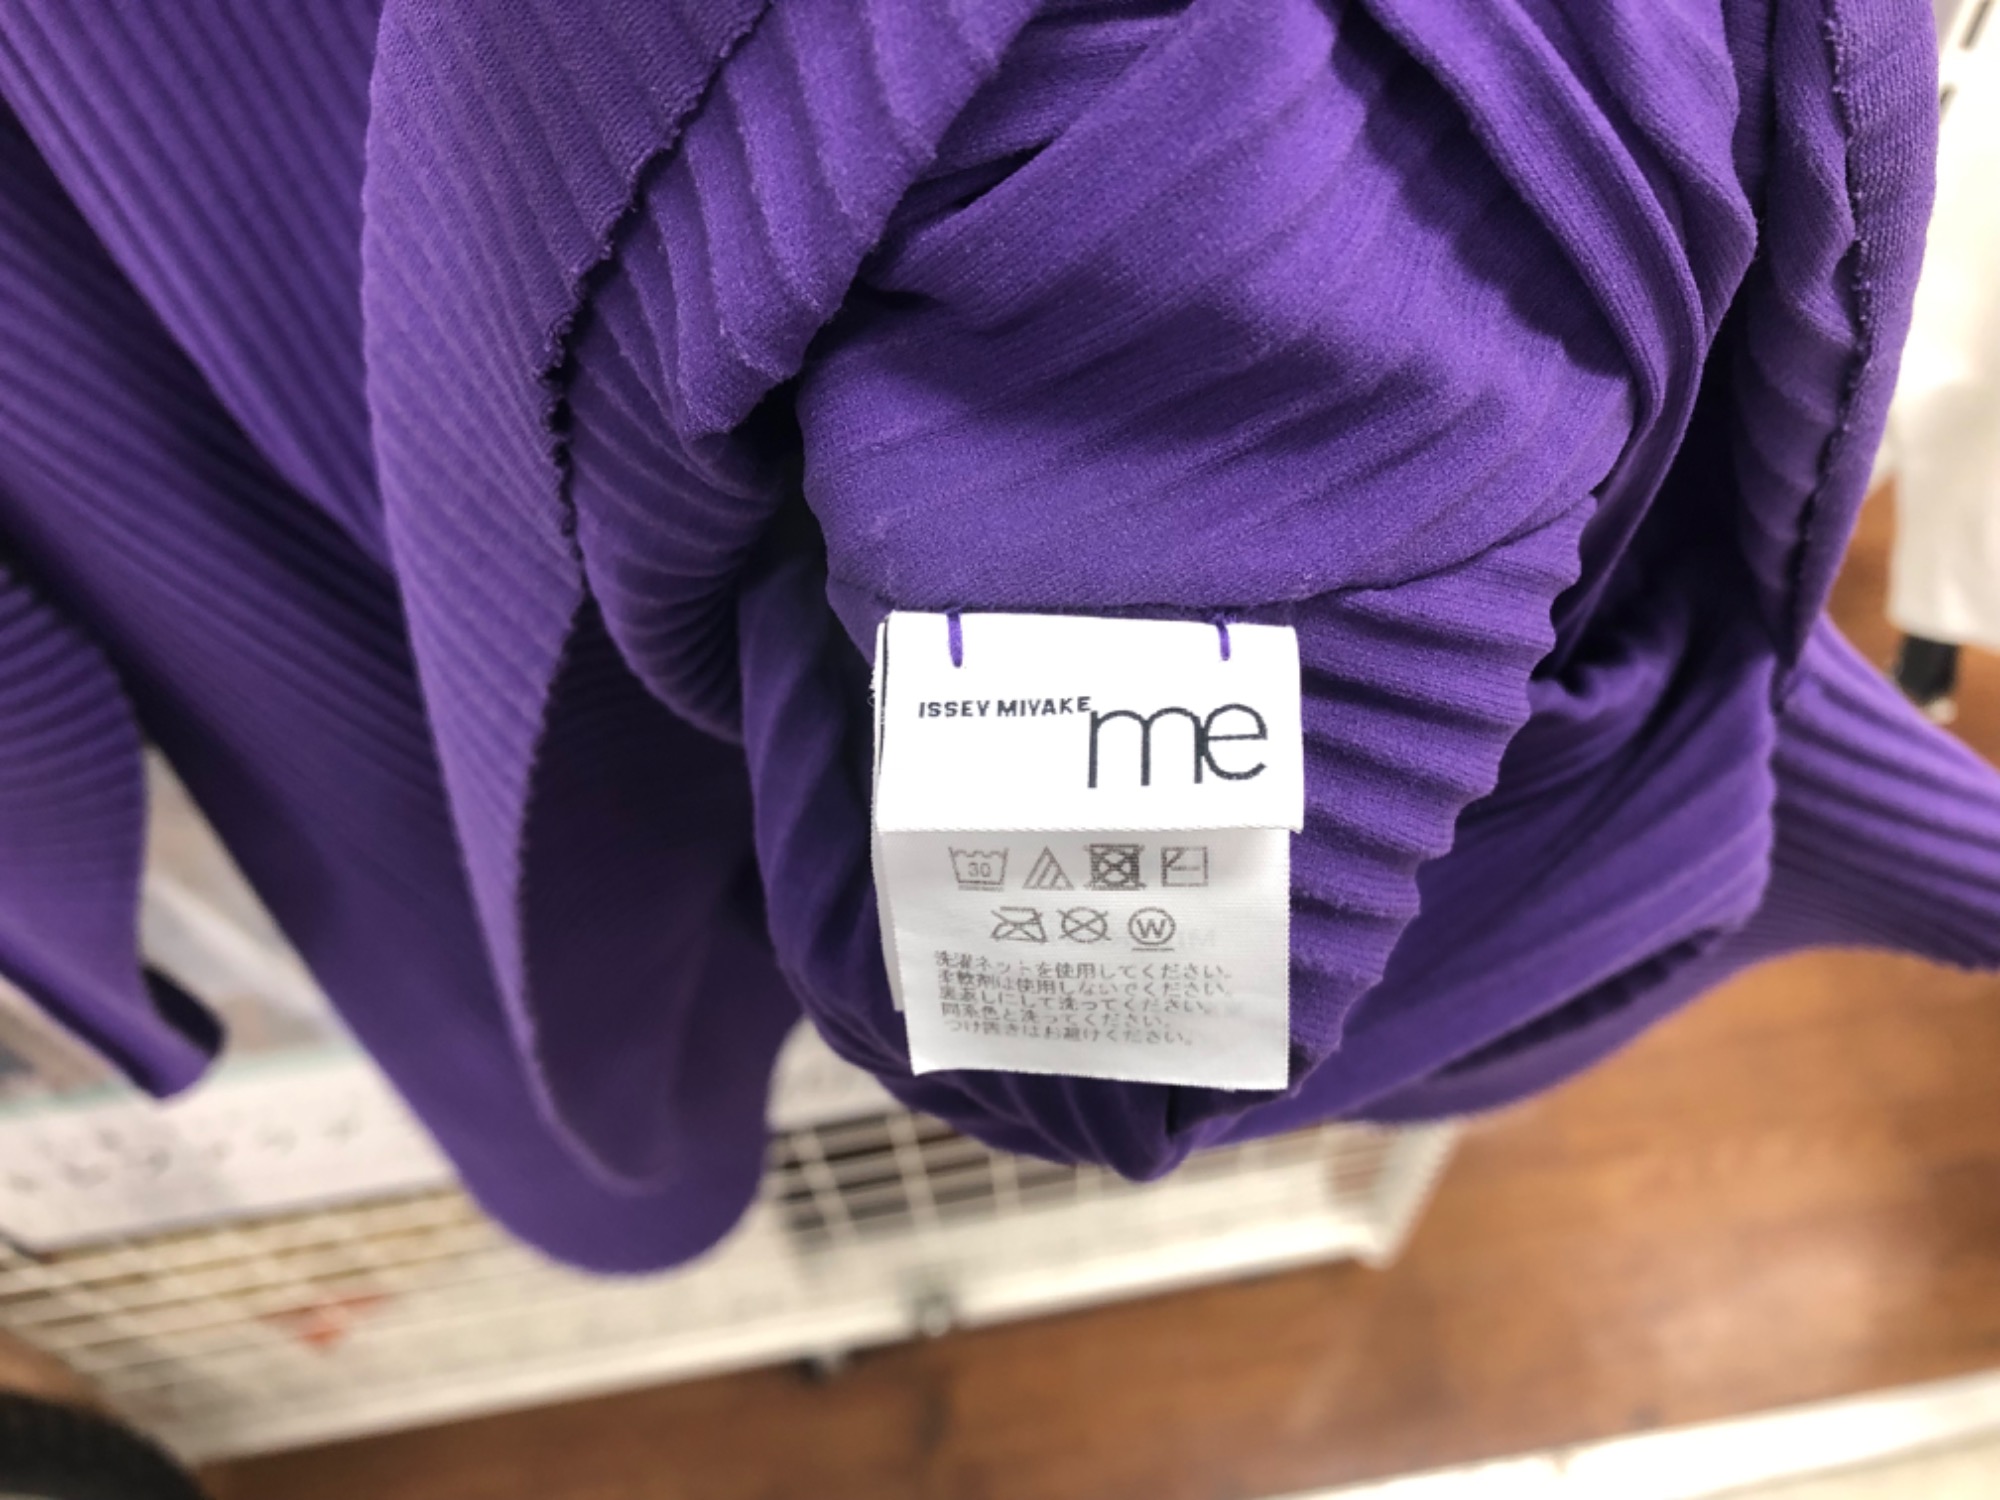 ISSEY MIYAKE me
30
W
洗濯ネットを使用してください。
柔軟剤は使用しないでください。
裏返しにして洗ってください。
同系色と洗ってください。
つけ置きはお避けください。